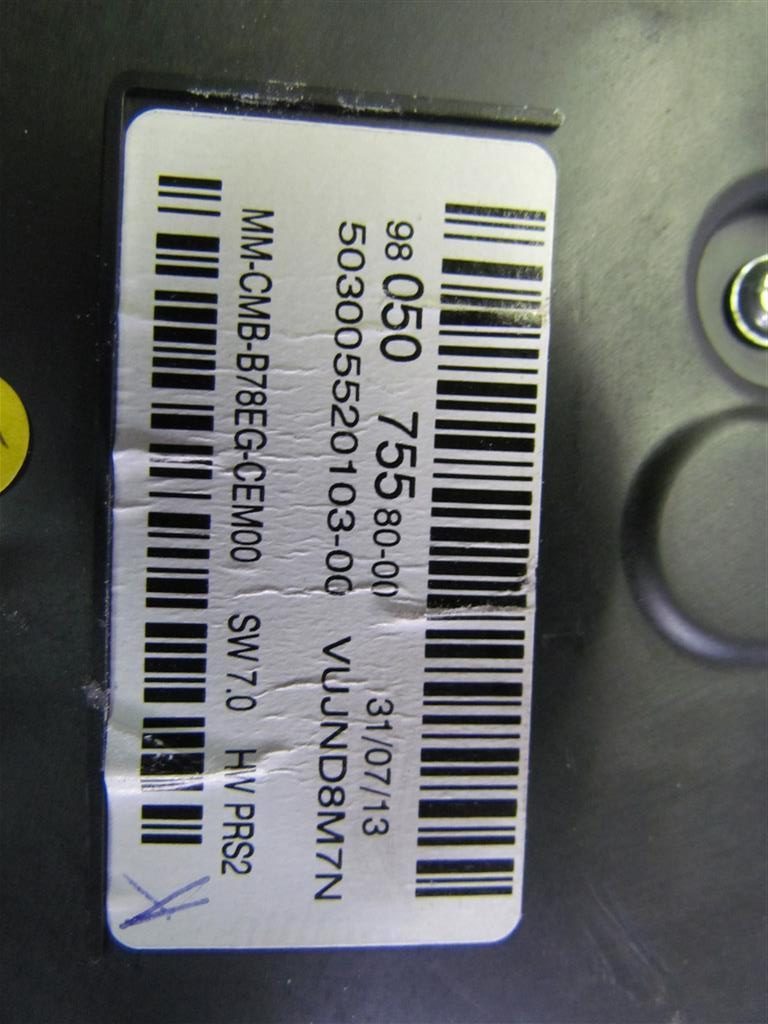 98 050 755 80-00 31/07/13
503005520103-00 VUJND8M7N
MM-CMB-B78EG-CEM00 SW 7.0 HW PRS2